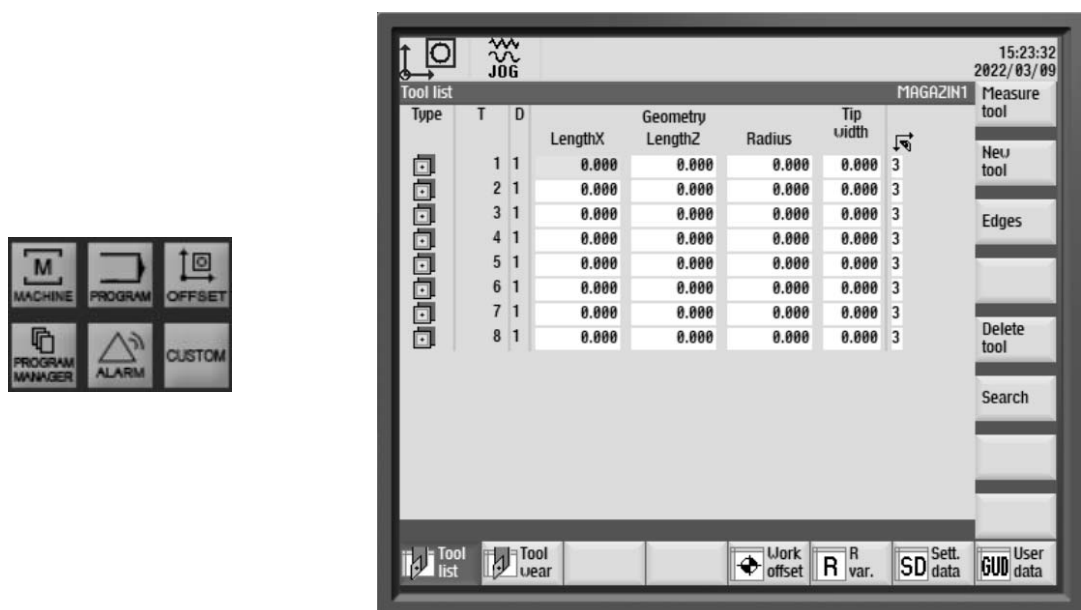 M
MACHINE
PROGRAM
OFFSET
PROGRAM
MANAGER
ALARM
CUSTOM
JOG
15:23:32
2022/03/09
Tool list MAGAZIN1
Type T D Geometry Tip
LengthX LengthZ Radius width
1 1 0.000 0.000 0.000 0.000 3
2 1 0.000 0.000 0.000 0.000 3
3 1 0.000 0.000 0.000 0.000 3
4 1 0.000 0.000 0.000 0.000 3
5 1 0.000 0.000 0.000 0.000 3
6 1 0.000 0.000 0.000 0.000 3
7 1 0.000 0.000 0.000 0.000 3
8 1 0.000 0.000 0.000 0.000 3
Measure
tool
New
tool
Edges
Delete
tool
Search
Tool
list
Tool
wear
Work
offset
R
R
var.
SD
Sett.
data
GUD
User
data